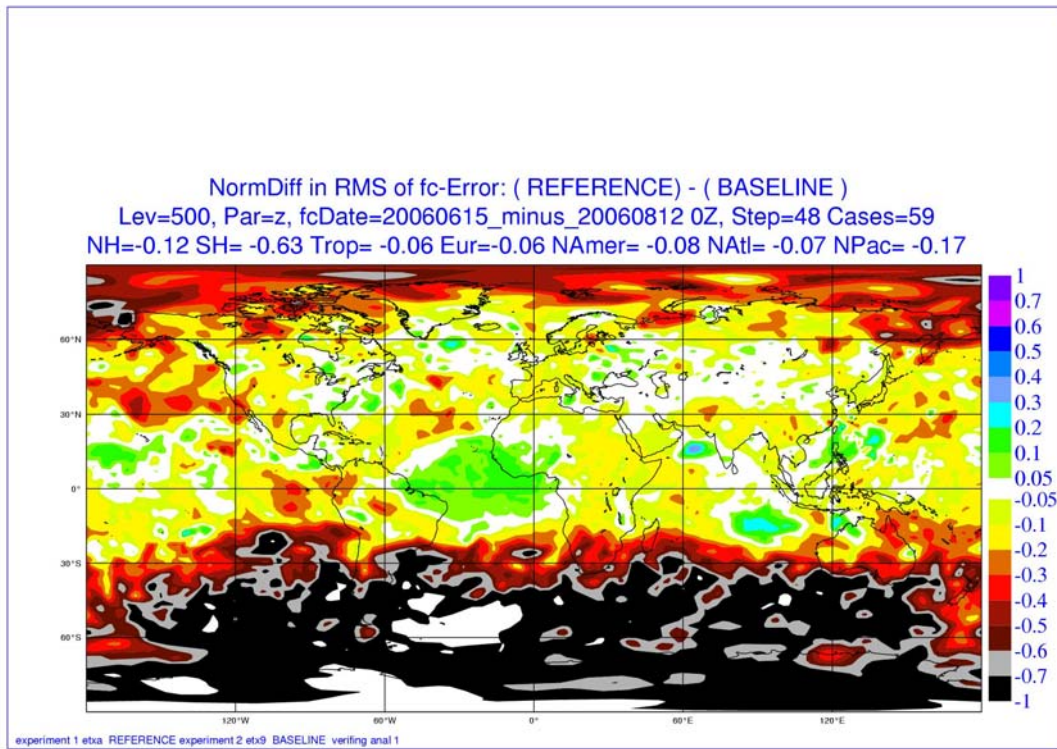 NormDiff in RMS of fc-Error: ( REFERENCE) - ( BASELINE )
Lev=500, Par=z, fcDate=20060615_minus_20060812 0Z, Step=48 Cases=59
NH=-0.12 SH= -0.63 Trop= -0.06 Eur=-0.06 NAmer= -0.08 NAtl= -0.07 NPac= -0.17
1
0.7
0.6
0.5
0.4
0.3
0.2
0.1
0.05
-0.05
-0.1
-0.2
-0.3
-0.4
-0.5
-0.6
-0.7
-1
60°N
30°N
0°
30°S
60°S
120°W 60°W 0° 60°E 120°E
experiment 1 etxa REFERENCE experiment 2 etx9 BASELINE verifing anal 1